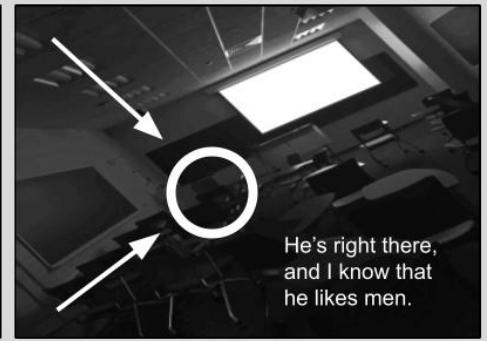 He's right there,
and I know that
he likes men.